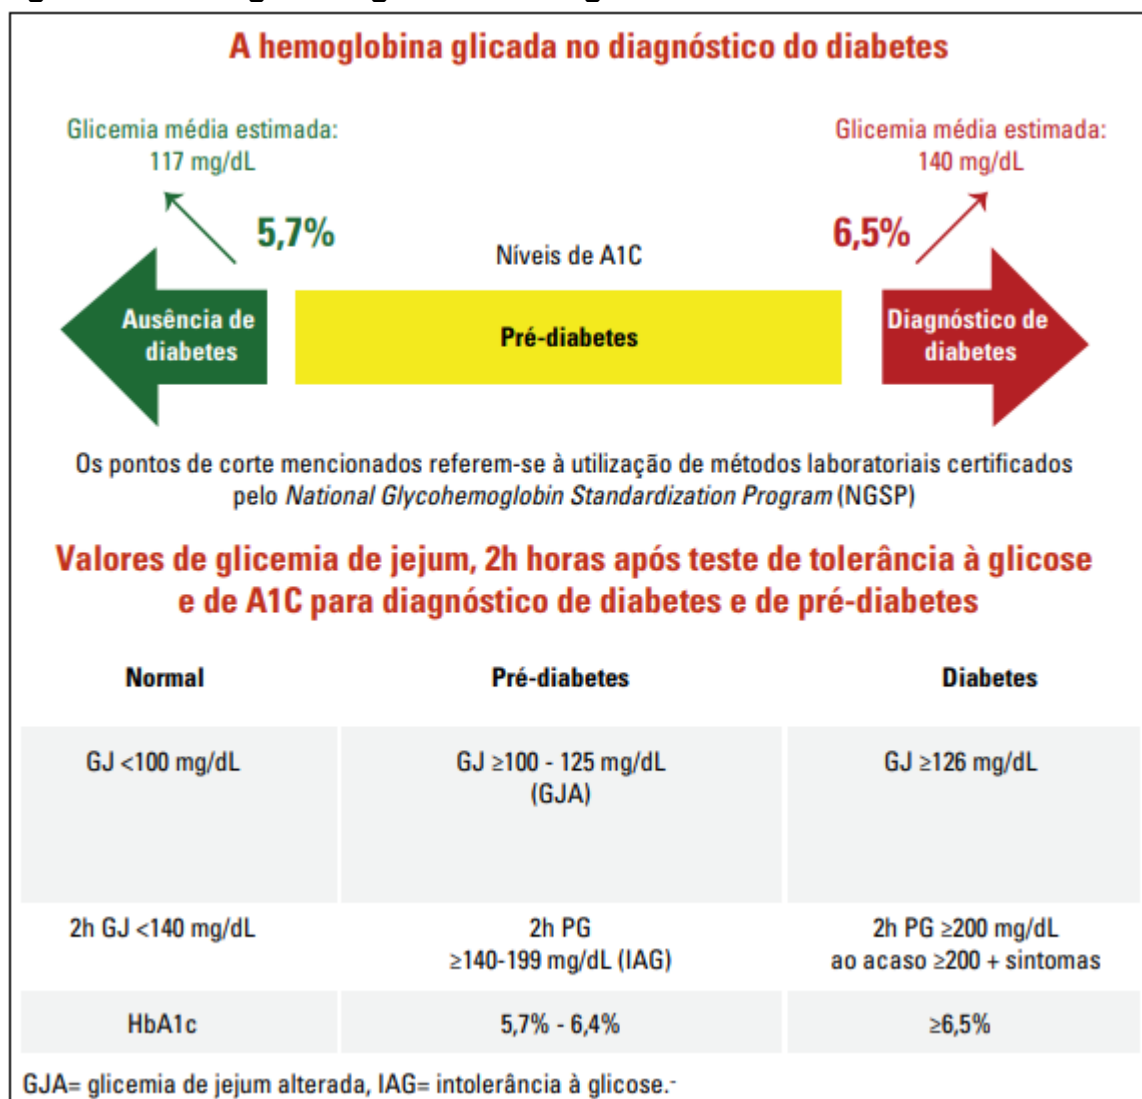 A hemoglobina glicada no diagnóstico do diabetes
Glicemia média estimada:
117 mg/dL
Glicemia média estimada:
140 mg/dL
5,7%
6,5%
Níveis de A1C
Ausência de
diabetes
Pré-diabetes
Diagnóstico de
diabetes
Os pontos de corte mencionados referem-se à utilização de métodos laboratoriais certificados
pelo National Glycohemoglobin Standardization Program (NGSP)
Valores de glicemia de jejum, 2h horas após teste de tolerância à glicose
e de A1C para diagnóstico de diabetes e de pré-diabetes
Normal Pré-diabetes Diabetes
GJ <100 mg/dL GJ ≥100 - 125 mg/dL GJ ≥126 mg/dL
(GJA)
2h GJ <140 mg/dL 2h PG 2h PG ≥200 mg/dL
≥140-199 mg/dL (IAG) ao acaso ≥200 + sintomas
HbA1c 5,7% - 6,4% ≥6,5%
GJA= glicemia de jejum alterada, IAG= intolerância à glicose.-